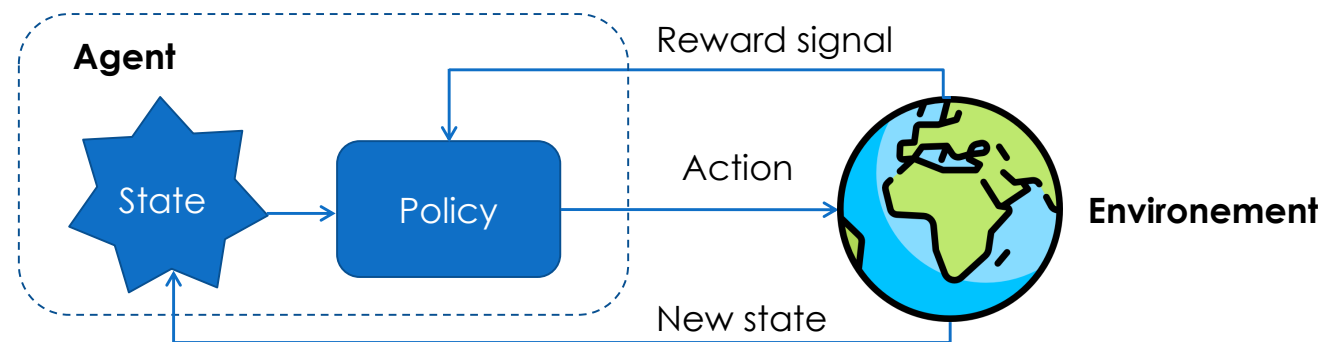 Agent
Reward signal
State
Policy
Action
Environement
New state